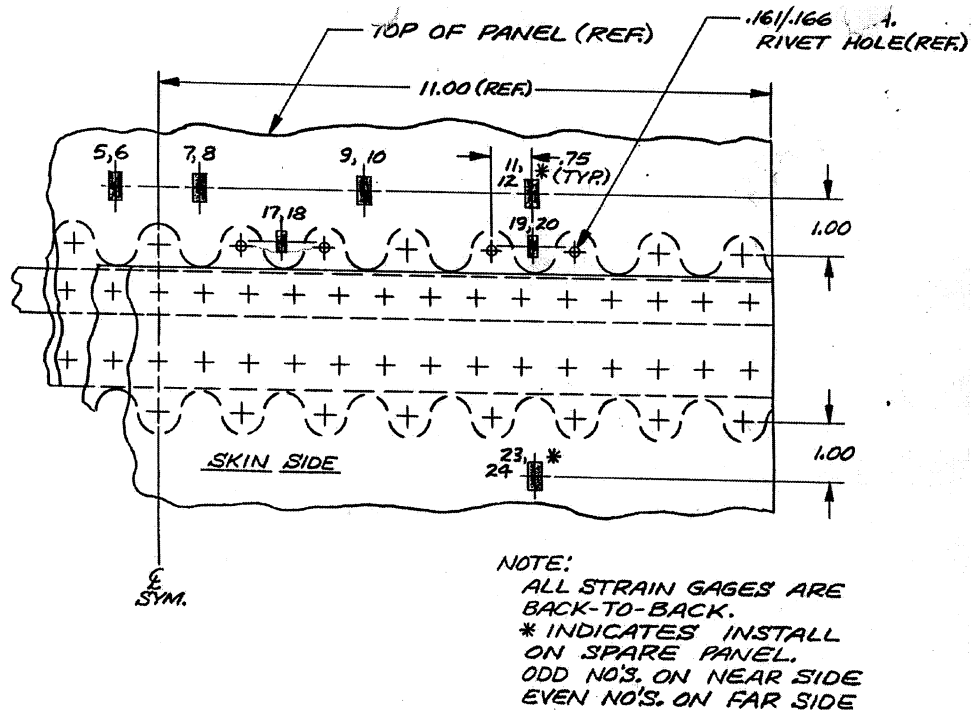 TOP OF PANEL (REF.)
.161/.166
RIVET HOLE (REF.)
11.00 (REF.)
5,6
7,8
9, 10
11,
12
*
.75
(TYP.)
17,18
19,20
1.00
1.00
23,
24
*
SKIN SIDE
℄
SYM.
NOTE:
ALL STRAIN GAGES ARE
BACK-TO-BACK.
* INDICATES INSTALL
ON SPARE PANEL.
ODD NO'S. ON NEAR SIDE
EVEN NO'S. ON FAR SIDE